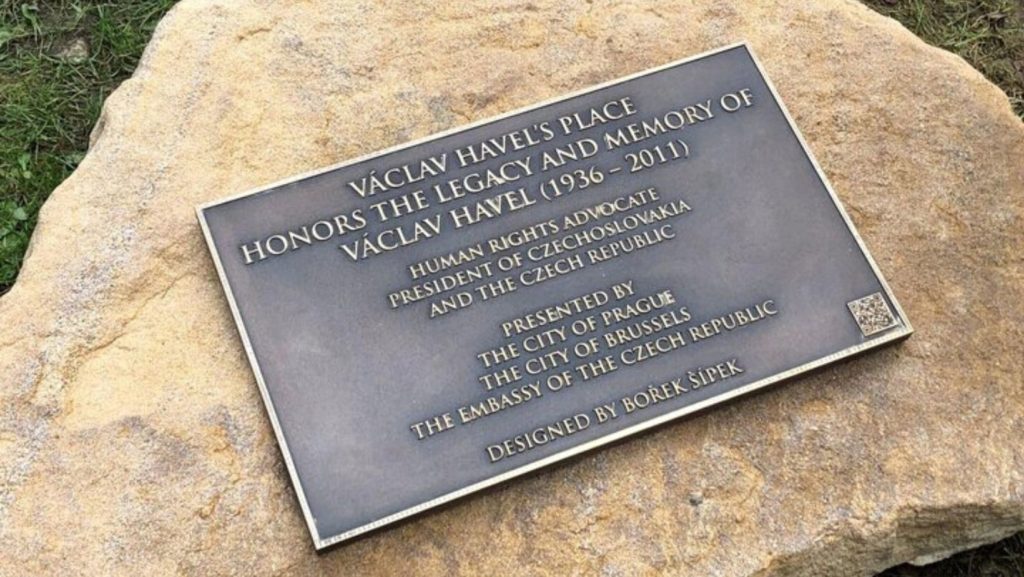 VÁCLAV HAVEL'S PLACE
HONORS THE LEGACY AND MEMORY OF
VÁCLAV HAVEL (1936 – 2011)
HUMAN RIGHTS ADVOCATE
PRESIDENT OF CZECHOSLOVAKIA
AND THE CZECH REPUBLIC
PRESENTED BY
THE CITY OF PRAGUE
THE CITY OF BRUSSELS
THE EMBASSY OF THE CZECH REPUBLIC
DESIGNED BY BOŘEK ŠÍPEK